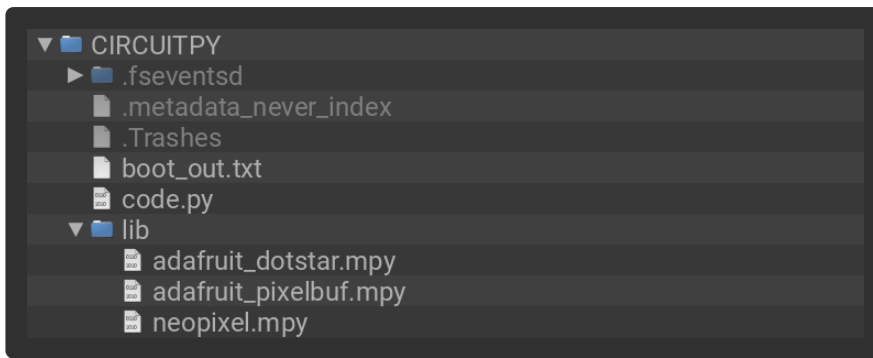 CIRCUITPY
.fseventsd
.metadata_never_index
.Trashes
boot_out.txt
code.py
lib
adafruit_dotstar.mpy
adafruit_pixelbuf.mpy
neopixel.mpy